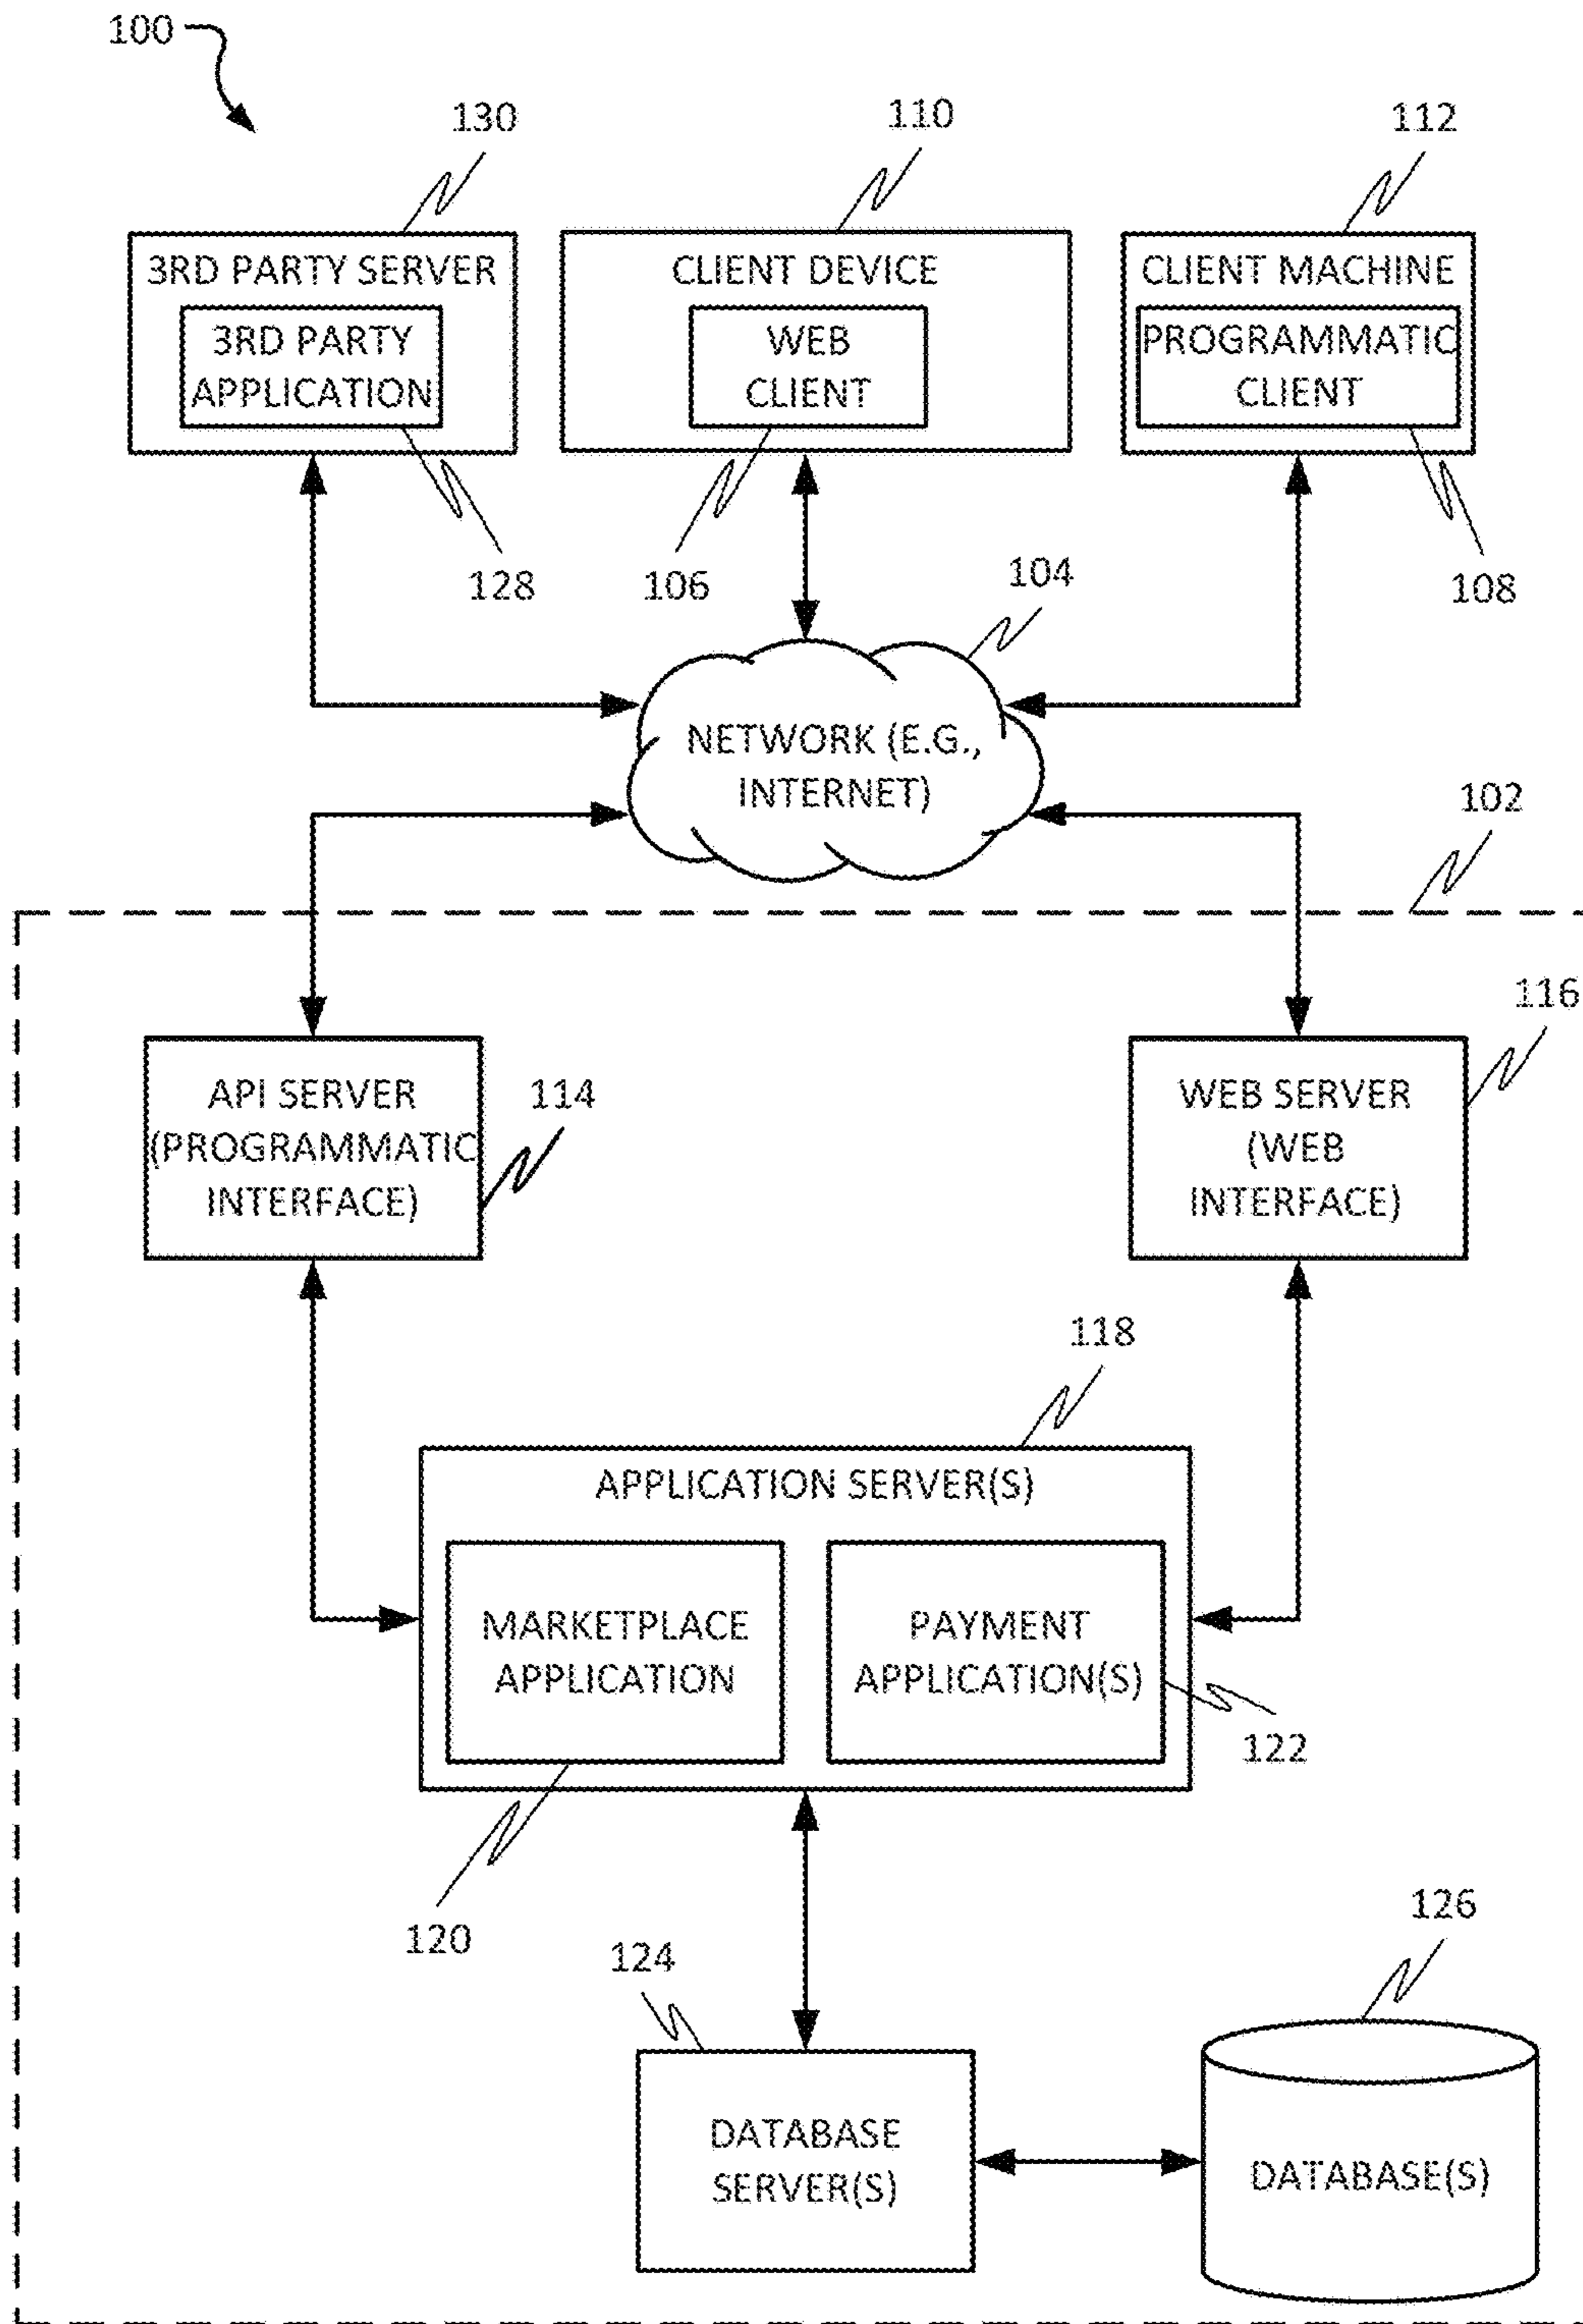 100
130
110
112
3RD PARTY SERVER
3RD PARTY
APPLICATION
CLIENT DEVICE
WEB
CLIENT
CLIENT MACHINE
PROGRAMMATIC
CLIENT
128
106
104
108
NETWORK (E.G.,
INTERNET)
102
116
API SERVER
(PROGRAMMATIC
INTERFACE)
114
WEB SERVER
(WEB
INTERFACE)
118
APPLICATION SERVER(S)
MARKETPLACE
APPLICATION
PAYMENT
APPLICATION(S)
122
120
124
126
DATABASE
SERVER(S)
DATABASE(S)